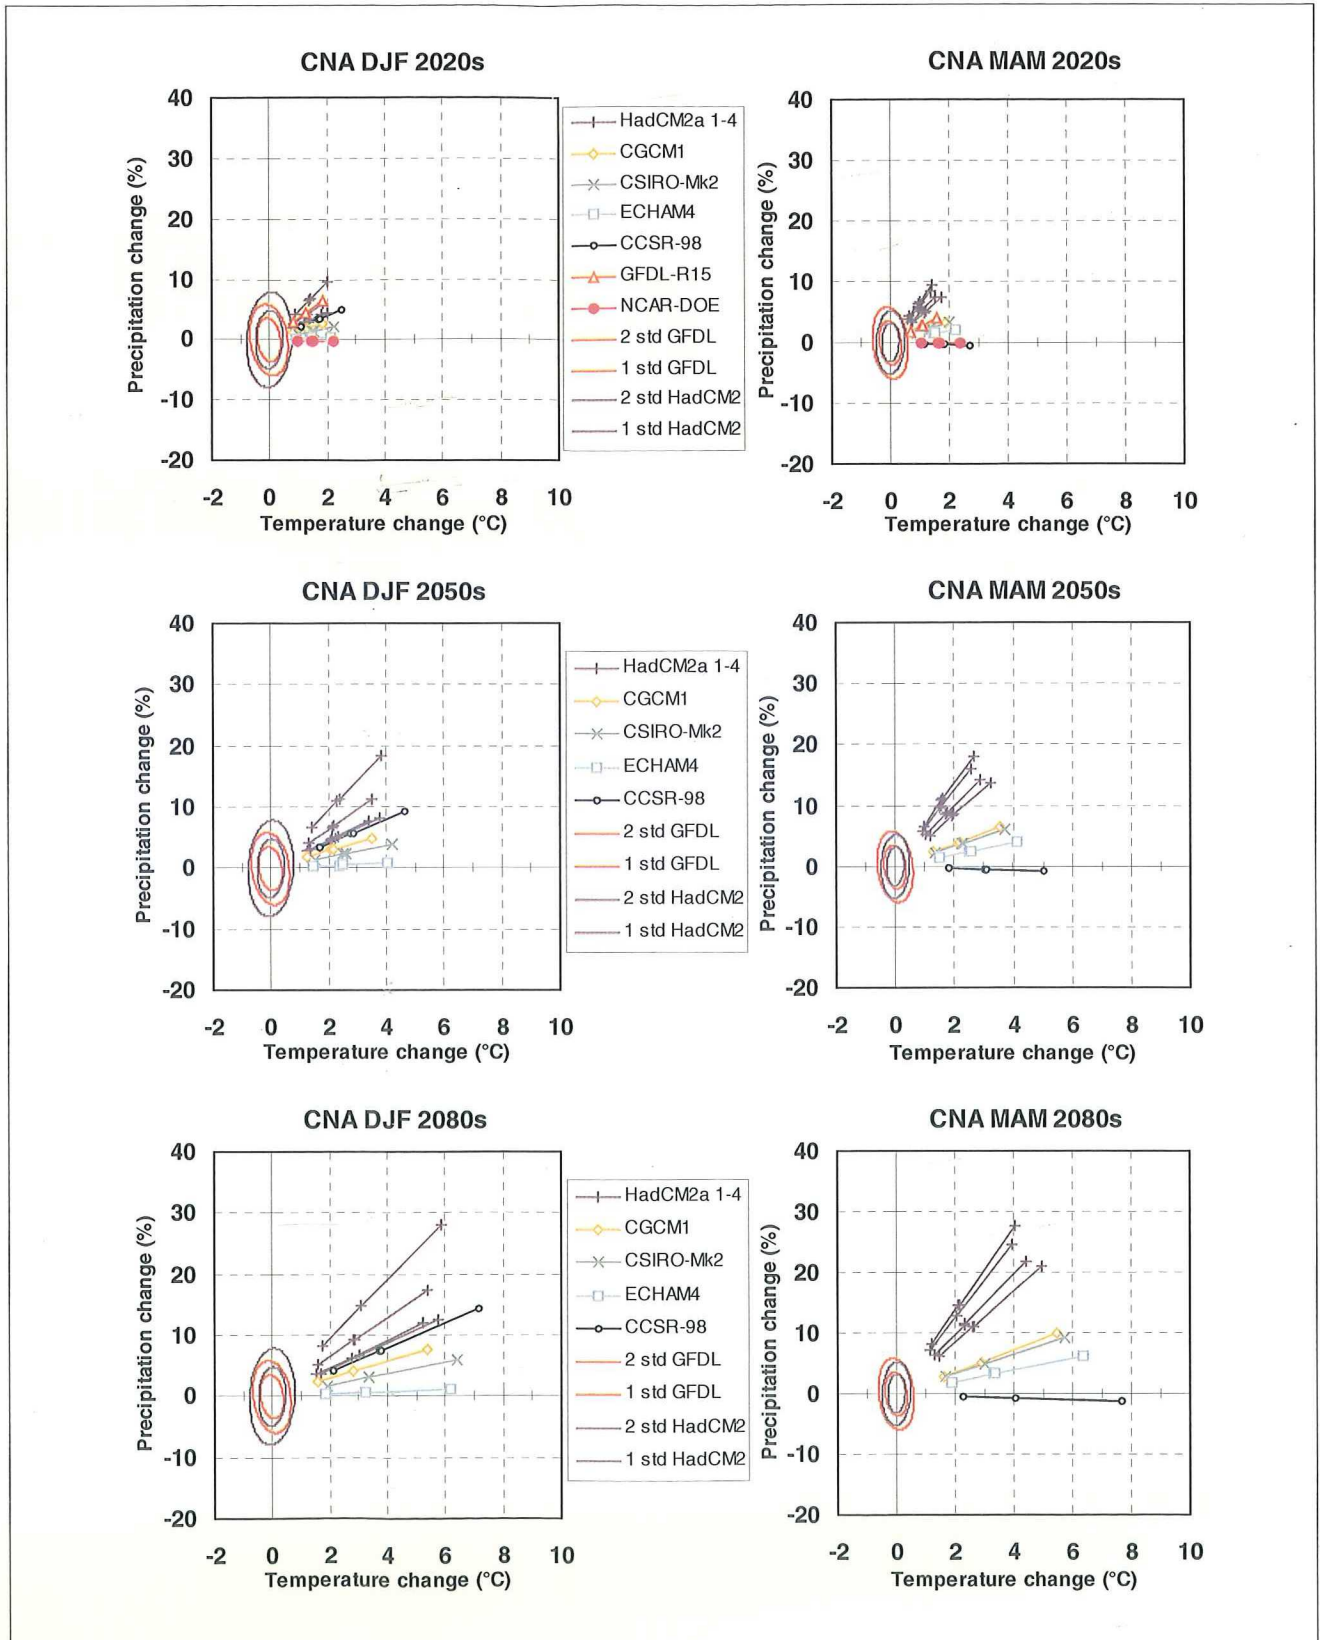 CNA DJF 2020s
40
30
20
10
0
-10
-20
Precipitation change (%)
-2 0 2 4 6 8 10
Temperature change (°C)
HadCM2a 1-4
CGCM1
CSIRO-Mk2
ECHAM4
CCSR-98
GFDL-R15
NCAR-DOE
2 std GFDL
1 std GFDL
2 std HadCM2
1 std HadCM2
CNA MAM 2020s
40
30
20
10
0
-10
-20
Precipitation change (%)
-2 0 2 4 6 8 10
Temperature change (°C)
CNA DJF 2050s
40
30
20
10
0
-10
-20
Precipitation change (%)
-2 0 2 4 6 8 10
Temperature change (°C)
HadCM2a 1-4
CGCM1
CSIRO-Mk2
ECHAM4
CCSR-98
2 std GFDL
1 std GFDL
2 std HadCM2
1 std HadCM2
CNA MAM 2050s
40
30
20
10
0
-10
-20
Precipitation change (%)
-2 0 2 4 6 8 10
Temperature change (°C)
CNA DJF 2080s
40
30
20
10
0
-10
-20
Precipitation change (%)
-2 0 2 4 6 8 10
Temperature change (°C)
HadCM2a 1-4
CGCM1
CSIRO-Mk2
ECHAM4
CCSR-98
2 std GFDL
1 std GFDL
2 std HadCM2
1 std HadCM2
CNA MAM 2080s
40
30
20
10
0
-10
-20
Precipitation change (%)
-2 0 2 4 6 8 10
Temperature change (°C)